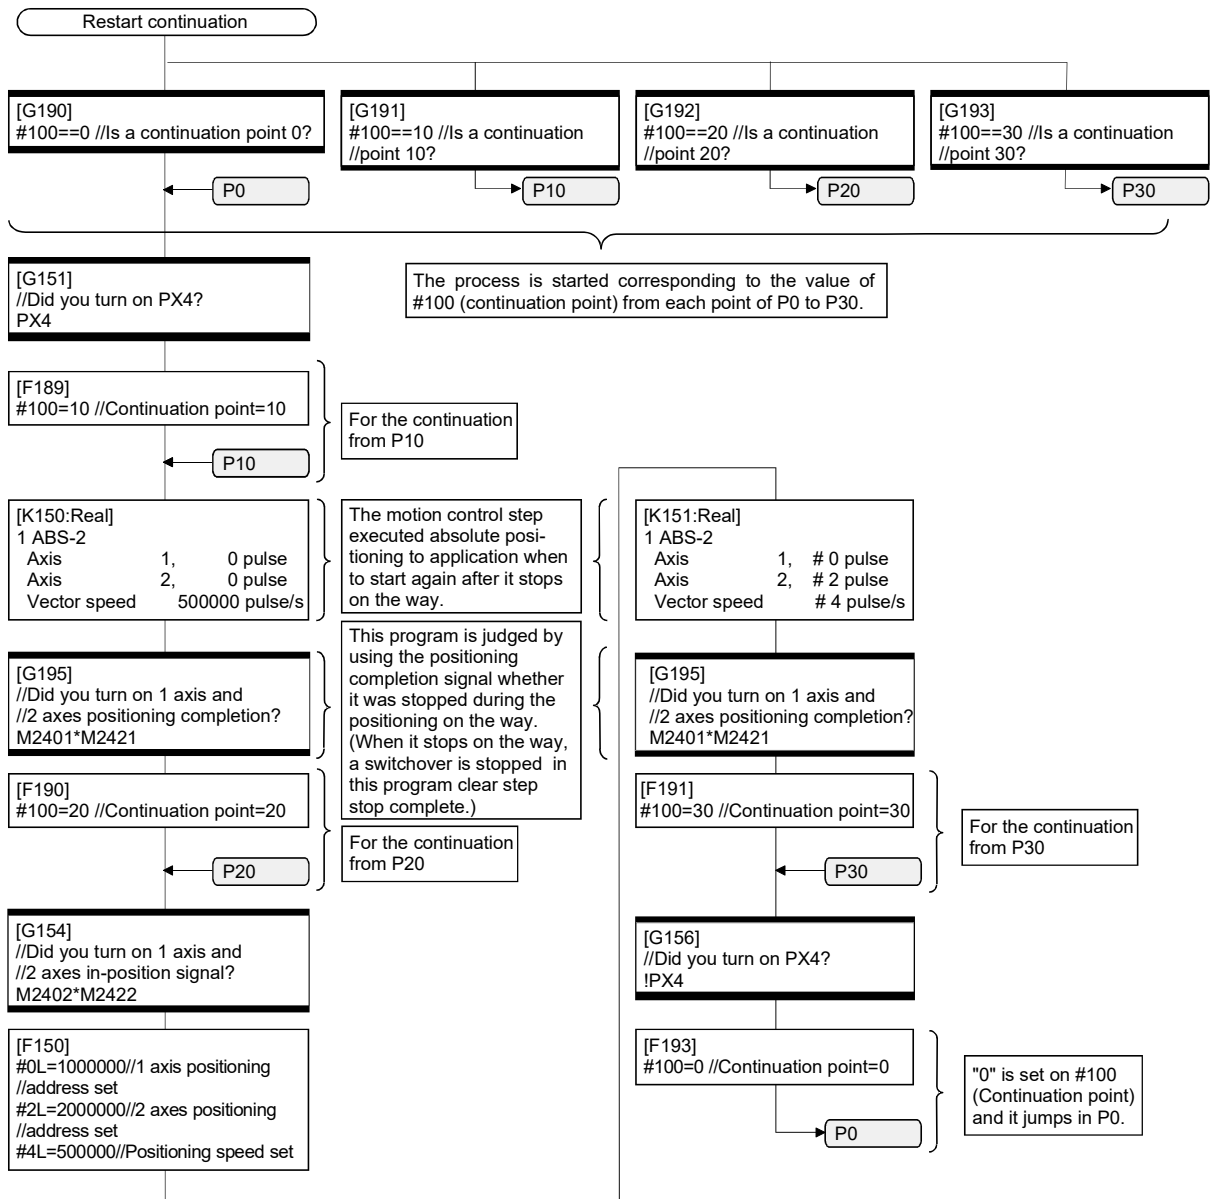 Restart continuation
[G190]
#100==0 //Is a continuation point 0?
[G191]
#100==10 //Is a continuation
//point 10?
[G192]
#100==20 //Is a continuation
//point 20?
[G193]
#100==30 //Is a continuation
//point 30?
P0
P10
P20
P30
The process is started corresponding to the value of
#100 (continuation point) from each point of P0 to P30.
[G151]
//Did you turn on PX4?
PX4
[F189]
#100=10 //Continuation point=10
For the continuation
from P10
P10
[K150:Real]
1 ABS-2
Axis 1, 0 pulse
Axis 2, 0 pulse
Vector speed 500000 pulse/s
The motion control step
executed absolute posi-
tioning to application when
to start again after it stops
on the way.
[G195]
//Did you turn on 1 axis and
//2 axes positioning completion?
M2401*M2421
This program is judged by
using the positioning
completion signal whether
it was stopped during the
positioning on the way.
(When it stops on the way,
a switchover is stopped in
this program clear step
stop complete.)
[F190]
#100=20 //Continuation point=20
For the continuation
from P20
P20
[G154]
//Did you turn on 1 axis and
//2 axes in-position signal?
M2402*M2422
[F150]
#0L=1000000//1 axis positioning
//address set
#2L=2000000//2 axes positioning
//address set
#4L=500000//Positioning speed set
[K151:Real]
1 ABS-2
Axis 1, # 0 pulse
Axis 2, # 2 pulse
Vector speed # 4 pulse/s
[G195]
//Did you turn on 1 axis and
//2 axes positioning completion?
M2401*M2421
[F191]
#100=30 //Continuation point=30
For the continuation
from P30
P30
[G156]
//Did you turn on PX4?
!PX4
[F193]
#100=0 //Continuation point=0
"0" is set on #100
(Continuation point)
and it jumps in P0.
P0